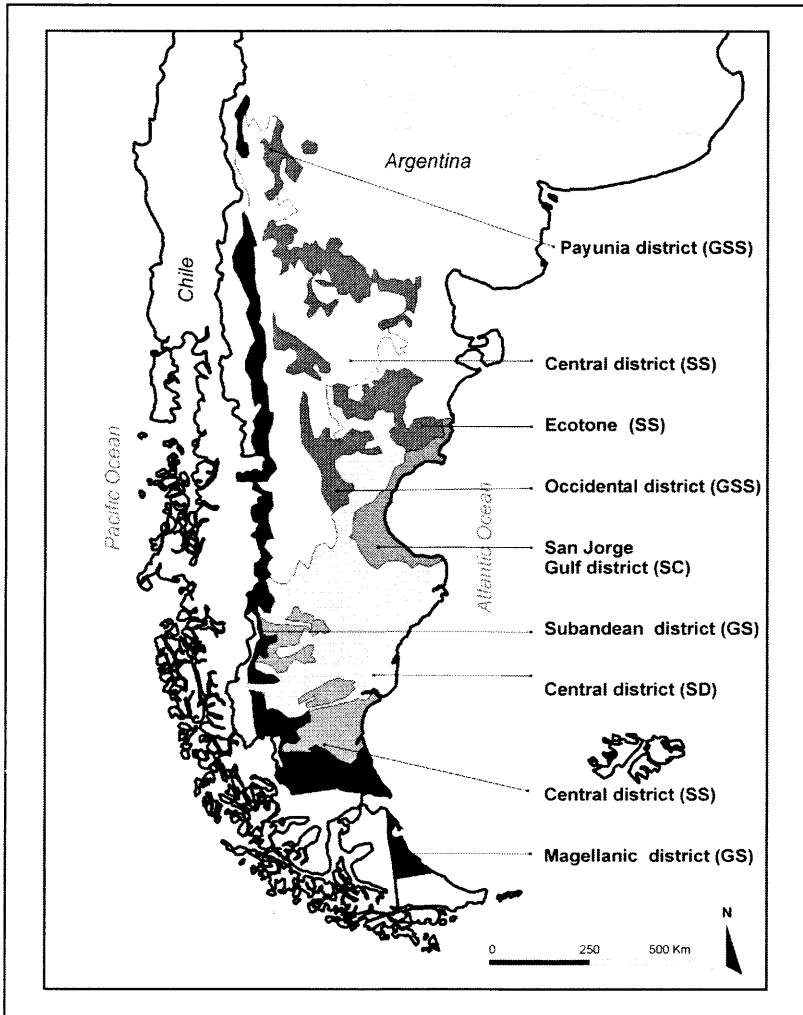 Argentina
Payunia district (GSS)
Chile
Central district (SS)
Pacific Ocean
Ecotone (SS)
Occidental district (GSS)
Atlantic Ocean
San Jorge
Gulf district (SC)
Subandean district (GS)
Central district (SD)
Central district (SS)
Magellanic district (GS)
N
0 250 500 Km